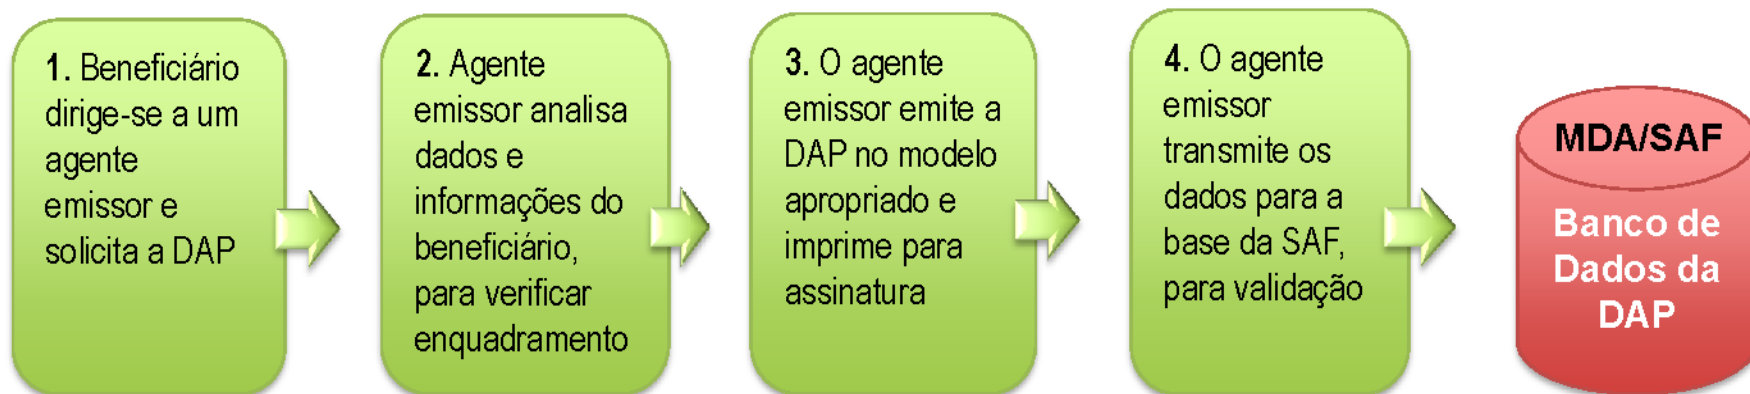 1. Beneficiário
dirige-se a um
agente
emissor e
solicita a DAP
2. Agente
emissor analisa
dados e
informações do
beneficiário,
para verificar
enquadramento
3. O agente
emissor emite a
DAP no modelo
apropriado e
imprime para
assinatura
4. O agente
emissor
transmite os
dados para a
base da SAF,
para validação
MDA/SAF
Banco de
Dados da
DAP